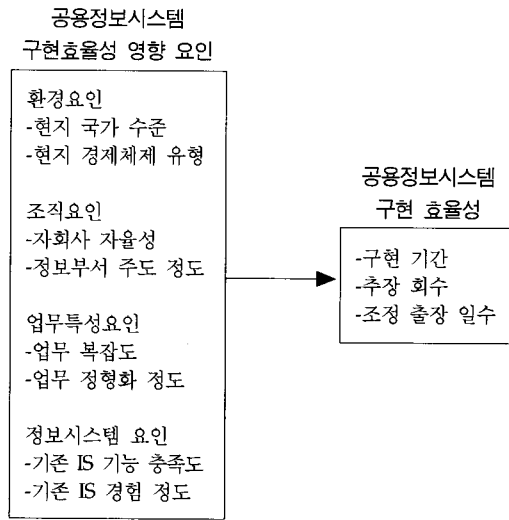 공용정보시스템
구현효율성 영향 요인
환경요인
-현지 국가 수준
-현지 경제체제 유형
조직요인
-자회사 자율성
-정보부서 주도 정도
업무특성요인
-업무 복잡도
-업무 정형화 정도
정보시스템 요인
-기존 IS 기능 충족도
-기존 IS 경험 정도
공용정보시스템
구현 효율성
-구현 기간
-추장 회수
-조정 출장 일수